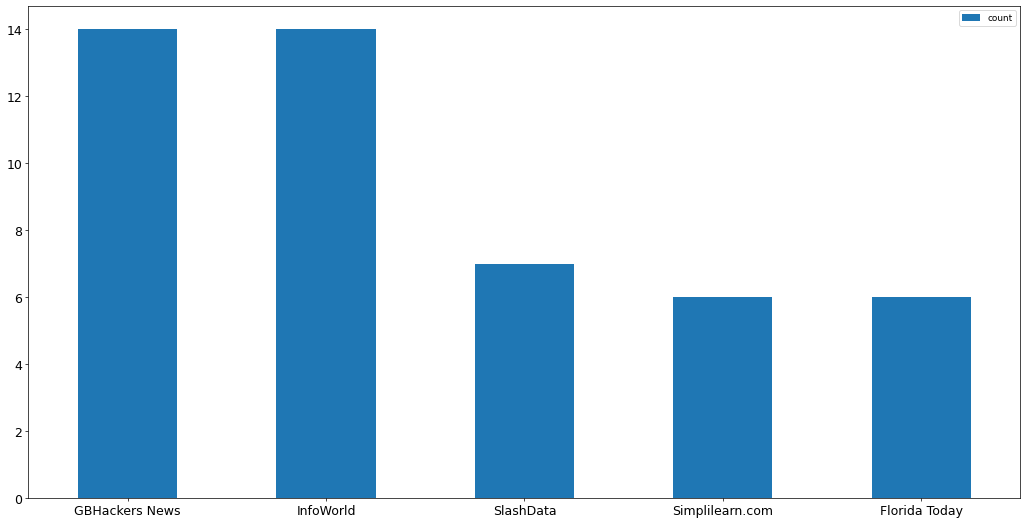 count
14
12
10
8
6
4
2
0
GBHackers News
InfoWorld
SlashData
Simplilearn.com
Florida Today